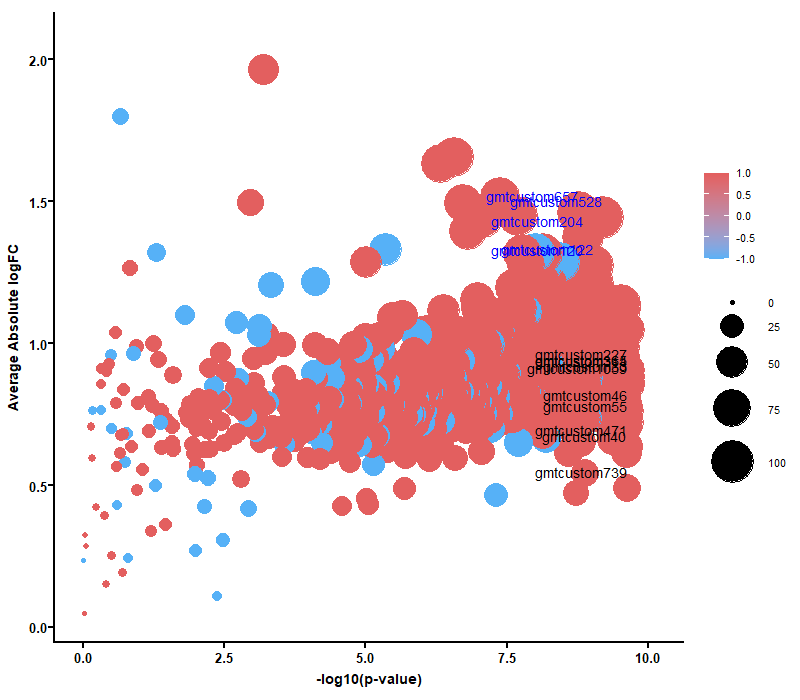 2.0
1.5
1.0
0.5
0.0
Average Absolute logFC
0.0
2.5
5.0
7.5
10.0
-log10(p-value)
gmtcustom657
gmtcustom528
gmtcustom204
gmtcustom227
gmtcustom46
gmtcustom55
gmtcustom471
gmtcustom40
gmtcustom739
1.0
0.5
0.0
-0.5
-1.0
0
25
50
75
100